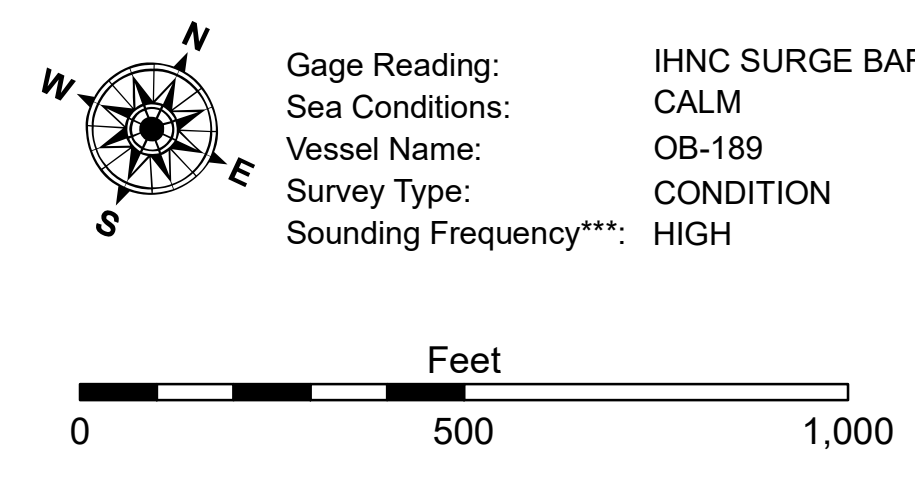 N
W
E
S
Gage Reading: IHNC SURGE
Sea Conditions: CALM
Vessel Name: OB-189
Survey Type: CONDITION
Sounding Frequency***: HIGH
Feet
0 500 1,000